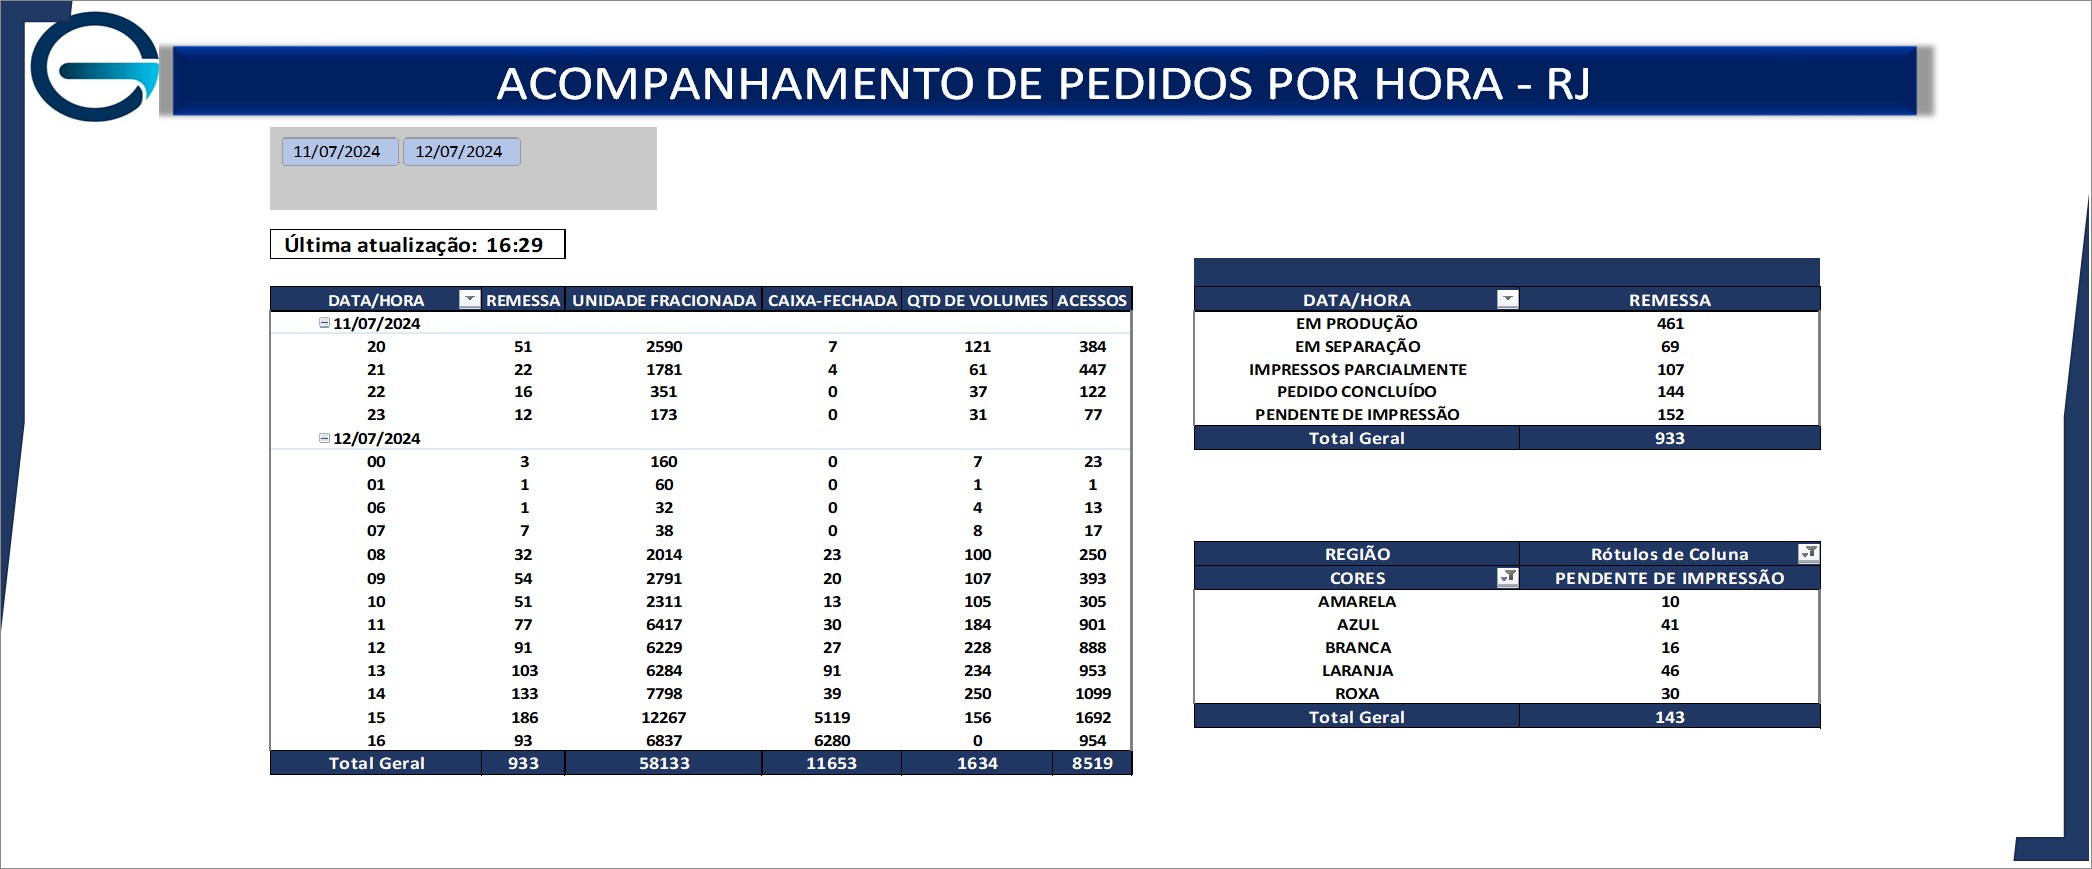 ACOMPANHAMENTO DE PEDIDOS POR HORA - RJ
11/07/2024 12/07/2024
Última atualização: 16:29
DATA/HORA REMESSA UNIDADE FRACIONADA CAIXA-FECHADA QTD DE VOLUMES ACESSOS
11/07/2024
20 51 2590 7 121 384
21 22 1781 4 61 447
22 16 351 0 37 122
23 12 173 0 31 77
12/07/2024
00 3 160 0 7 23
01 1 60 0 1 1
06 1 32 0 4 13
07 7 38 0 8 17
08 32 2014 23 100 250
09 54 2791 20 107 393
10 51 2311 13 105 305
11 77 6417 30 184 901
12 91 6229 27 228 888
13 103 6284 91 234 953
14 133 7798 39 250 1099
15 186 12267 5119 156 1692
16 93 6837 6280 0 954
Total Geral 933 58133 11653 1634 8519
DATA/HORA REMESSA
EM PRODUÇÃO 461
EM SEPARAÇÃO 69
IMPRESSOS PARCIALMENTE 107
PEDIDO CONCLUÍDO 144
PENDENTE DE IMPRESSÃO 152
Total Geral 933
REGIÃO Rótulos de Coluna
CORES PENDENTE DE IMPRESSÃO
AMARELA 10
AZUL 41
BRANCA 16
LARANJA 46
ROXA 30
Total Geral 143